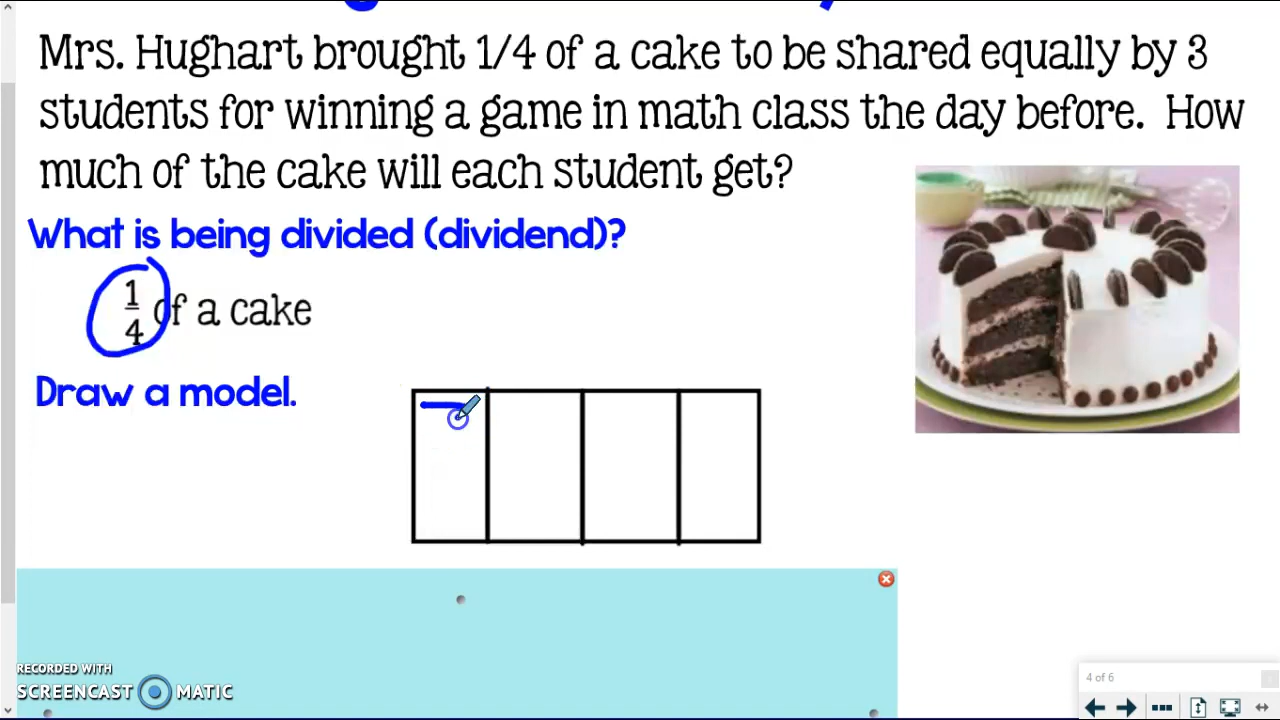 Mrs. Hughart brought 1/4 of a cake to be shared equally by 3
students for winning a game in math class the day before. How
much of the cake will each student get?
What is being divided (dividend)?
1/4 of a cake
Draw a model.
RECORDED WITH
SCREENCAST MATIC
4 of 6